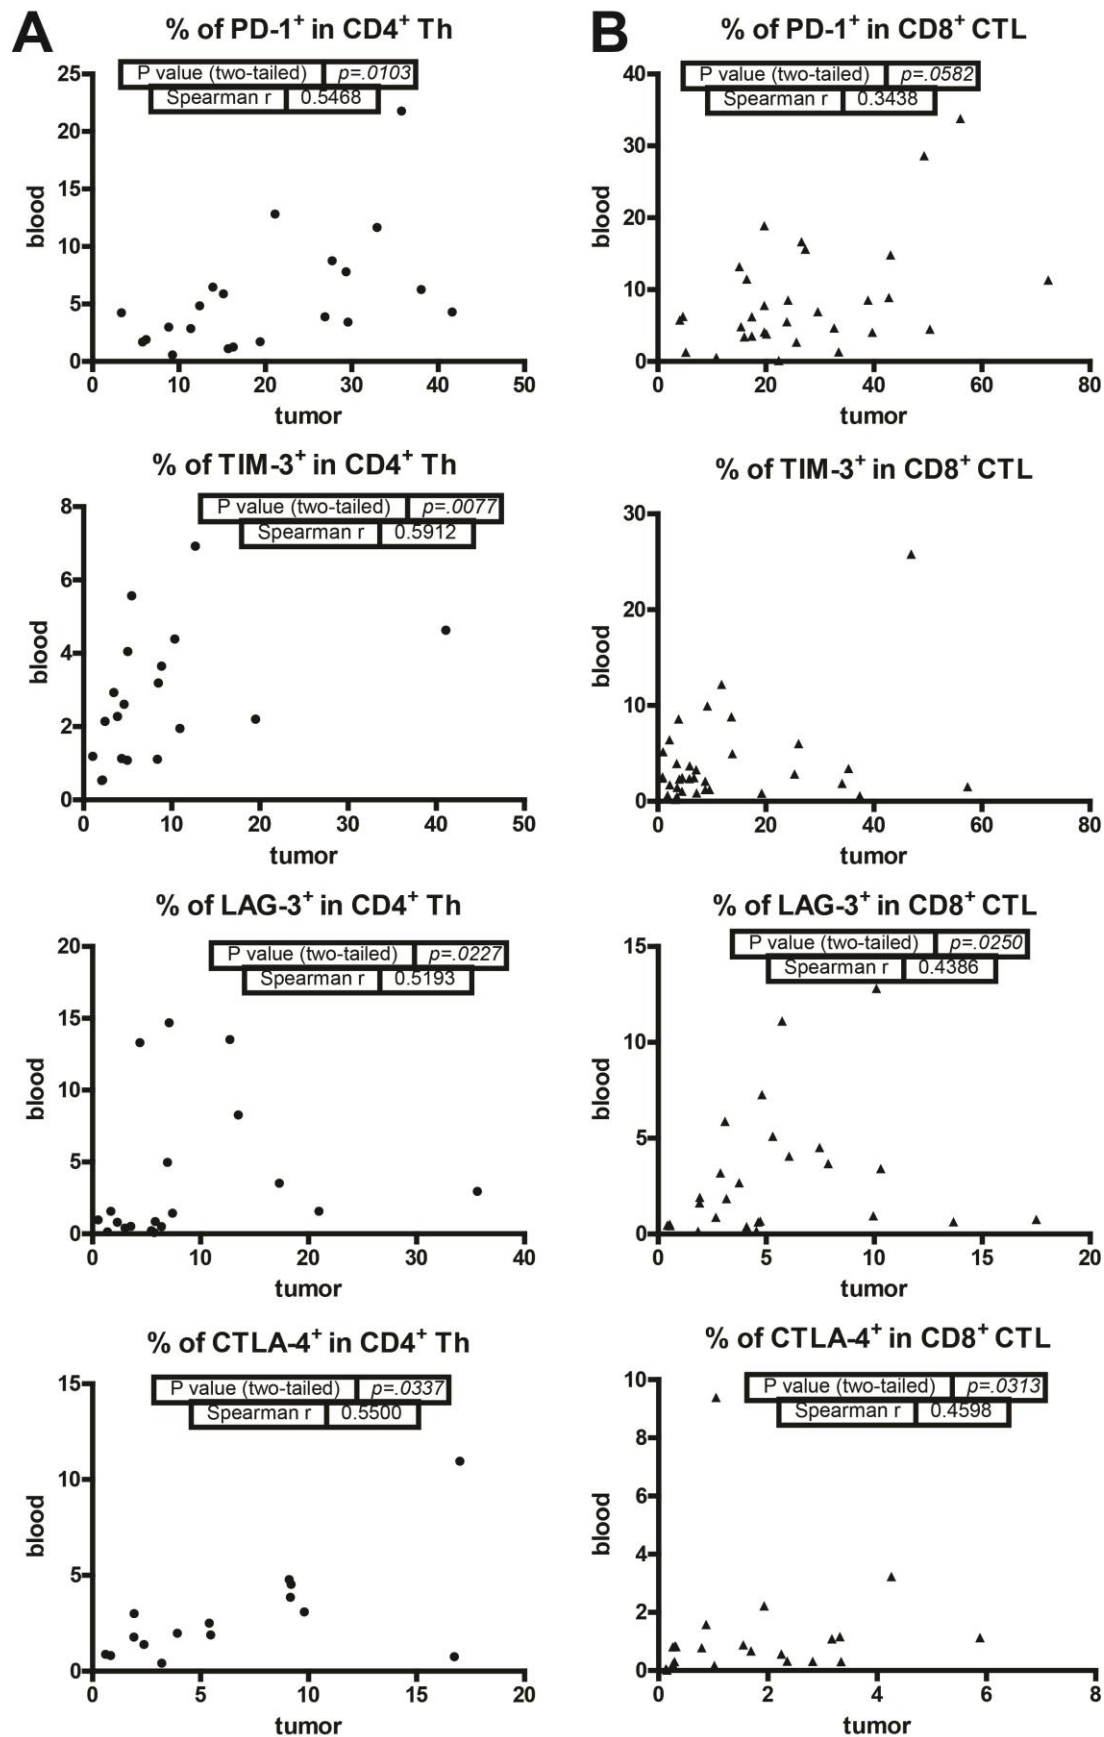 A
% of PD-1+ in CD4+ Th
P value (two-tailed) p=.0103
Spearman r 0.5468
25
20
15
10
5
0
blood
0 10 20 30 40 50
tumor
B
% of PD-1+ in CD8+ CTL
P value (two-tailed) p=.0582
Spearman r 0.3438
40
30
20
10
0
blood
0 20 40 60 80
tumor
% of TIM-3+ in CD4+ Th
P value (two-tailed) p=.0077
Spearman r 0.5912
8
6
4
2
0
blood
0 10 20 30 40 50
tumor
% of TIM-3+ in CD8+ CTL
30
20
10
0
blood
0 20 40 60 80
tumor
% of LAG-3+ in CD4+ Th
P value (two-tailed) p=.0227
Spearman r 0.5193
20
15
10
5
0
blood
0 10 20 30 40
tumor
% of LAG-3+ in CD8+ CTL
P value (two-tailed) p=.0250
Spearman r 0.4386
15
10
5
0
blood
0 5 10 15 20
tumor
% of CTLA-4+ in CD4+ Th
P value (two-tailed) p=.0337
Spearman r 0.5500
15
10
5
0
blood
0 5 10 15 20
tumor
% of CTLA-4+ in CD8+ CTL
P value (two-tailed) p=.0313
Spearman r 0.4598
10
8
6
4
2
0
blood
0 2 4 6 8
tumor